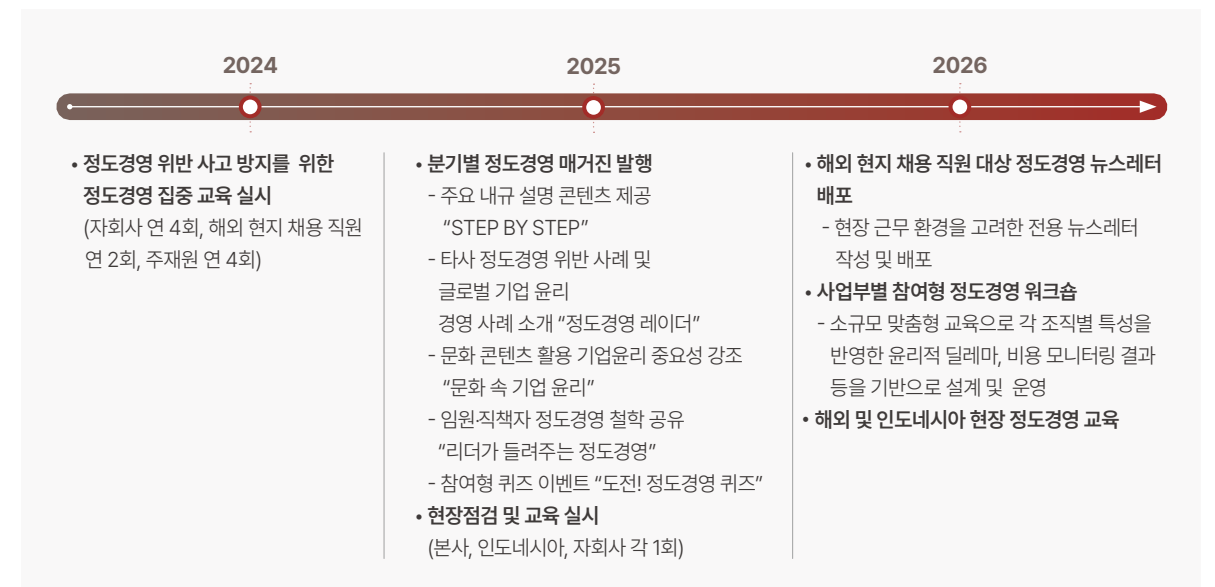 2024
2025
2026
• 정도경영 위반 사고 방지를 위한
정도경영 집중 교육 실시
(자회사 연 4회, 해외 현지 채용 직원
연 2회, 주재원 연 4회)
• 분기별 정도경영 매거진 발행
- 주요 내규 설명 콘텐츠 제공
“STEP BY STEP”
- 타사 정도경영 위반 사례 및
글로벌 기업 윤리
경영 사례 소개 “정도경영 레이더”
- 문화 콘텐츠 활용 기업윤리 중요성 강조
“문화 속 기업 윤리”
- 임원·직책자 정도경영 철학 공유
“리더가 들려주는 정도경영”
- 참여형 퀴즈 이벤트 “도전! 정도경영 퀴즈”
• 현장점검 및 교육 실시
(본사, 인도네시아, 자회사 각 1회)
• 해외 현지 채용 직원 대상 정도경영 뉴스레터
배포
- 현장 근무 환경을 고려한 전용 뉴스레터
작성 및 배포
• 사업부별 참여형 정도경영 워크숍
- 소규모 맞춤형 교육으로 각 조직별 특성을
반영한 윤리적 딜레마, 비용 모니터링 결과
등을 기반으로 설계 및 운영
• 해외 및 인도네시아 현장 정도경영 교육